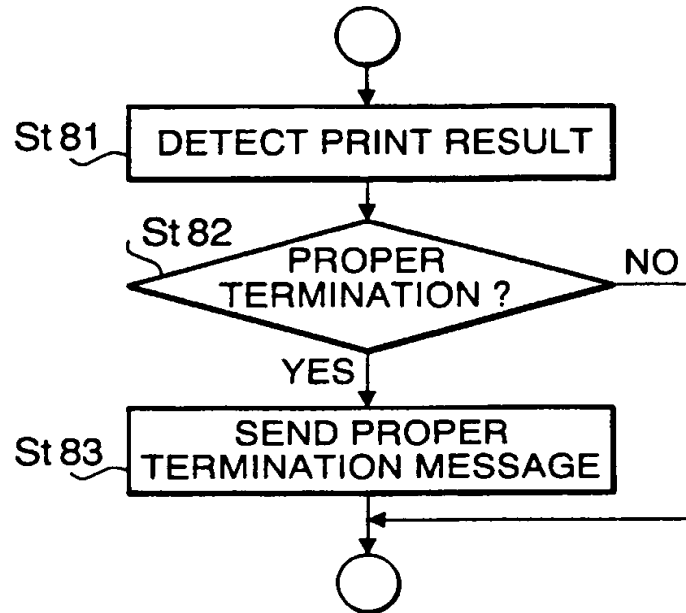 St 81
DETECT PRINT RESULT
St 82
PROPER
TERMINATION ?
NO
YES
St 83
SEND PROPER
TERMINATION MESSAGE